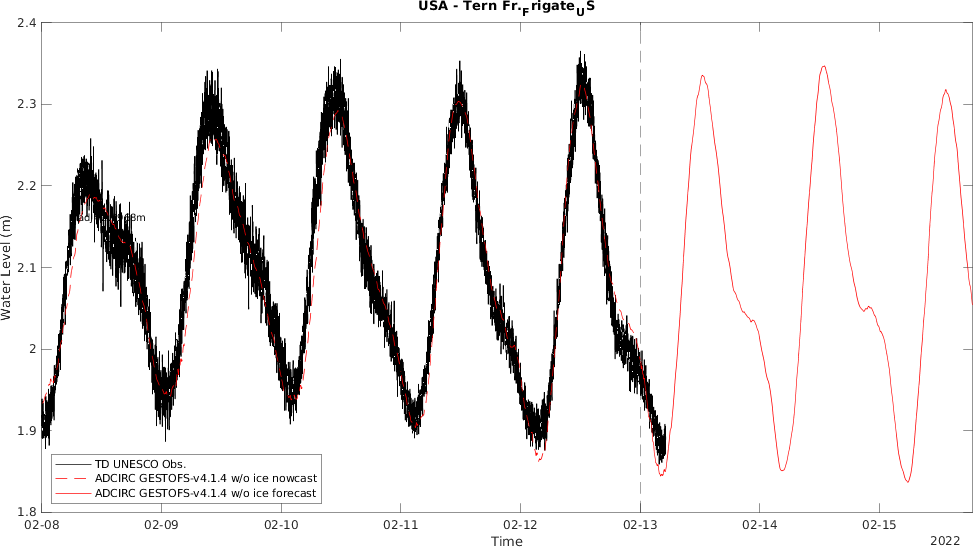 USA - Tern Fr.FrigateUS
2.4
2.3
2.2
2.1
2
1.9
1.8
Water Level (m)
TD UNESCO Obs.
ADCIRC GESTOFS-v4.1.4 w/o ice nowcast
ADCIRC GESTOFS-v4.1.4 w/o ice forecast
02-08 02-09 02-10 02-11 02-12 02-13 02-14 02-15
Time
2022